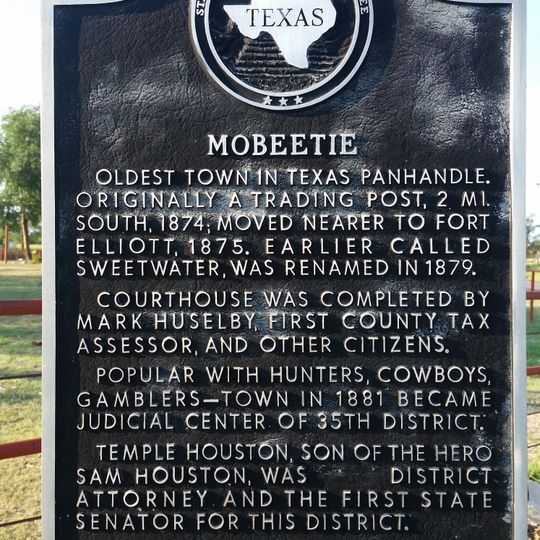 TEXAS
MOBEETIE
OLDEST TOWN IN TEXAS PANHANDLE.
ORIGINALLY A TRADING POST, 2 MI.
SOUTH, 1874; MOVED NEARER TO FORT
ELLIOTT, 1875. EARLIER CALLED
SWEETWATER, WAS RENAMED IN 1879.
COURTHOUSE WAS COMPLETED BY
MARK HUSELBY, FIRST COUNTY TAX
ASSESSOR, AND OTHER CITIZENS.
POPULAR WITH HUNTERS, COWBOYS,
GAMBLERS—TOWN IN 1881 BECAME
JUDICIAL CENTER OF 35TH DISTRICT.
TEMPLE HOUSTON, SON OF THE HERO
SAM HOUSTON, WAS DISTRICT
ATTORNEY AND THE FIRST STATE
SENATOR FOR THIS DISTRICT.